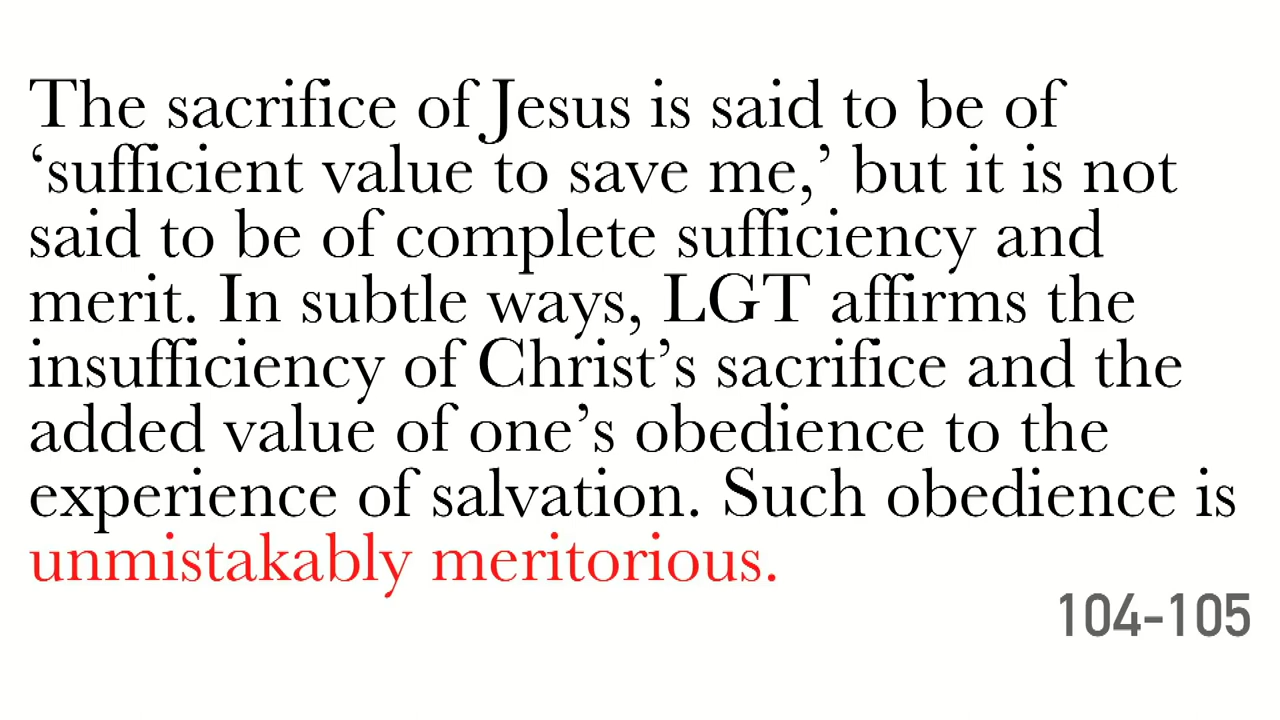 The sacrifice of Jesus is said to be of
‘sufficient value to save me,’ but it is not
said to be of complete sufficiency and
merit. In subtle ways, LGT affirms the
insufficiency of Christ’s sacrifice and the
added value of one’s obedience to the
experience of salvation. Such obedience is
unmistakably meritorious.
104-105